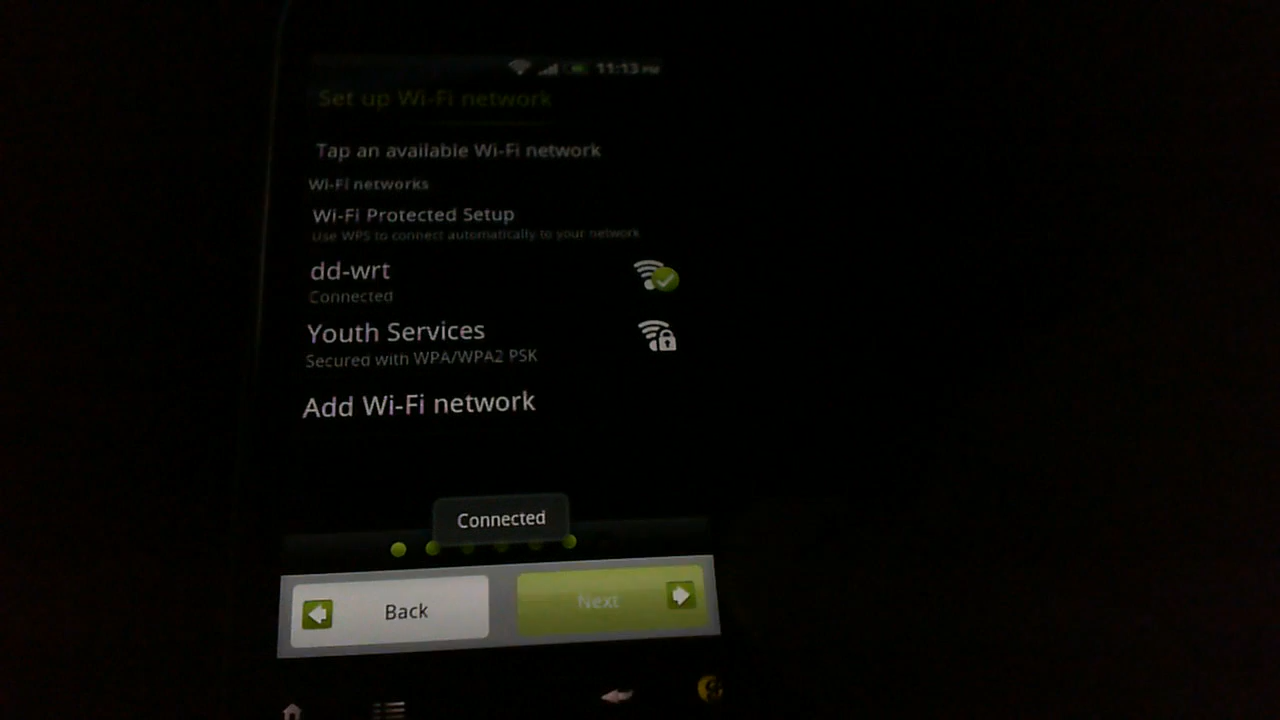 11:13 PM
Set up Wi-Fi network
Tap an available Wi-Fi network
Wi-Fi networks
Wi-Fi Protected Setup
Use WPS to connect automatically to your network
dd-wrt
Connected
Youth Services
Secured with WPA/WPA2 PSK
Add Wi-Fi network
Connected
Back
Next